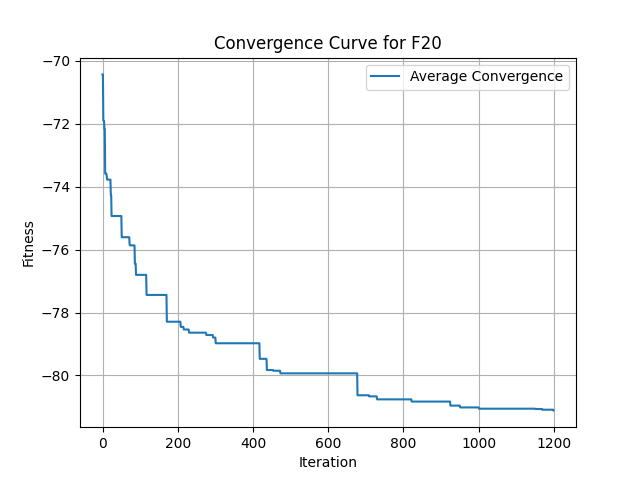 Convergence Curve for F20
Average Convergence
Fitness
−70
−72
−74
−76
−78
−80
0 200 400 600 800 1000 1200
Iteration